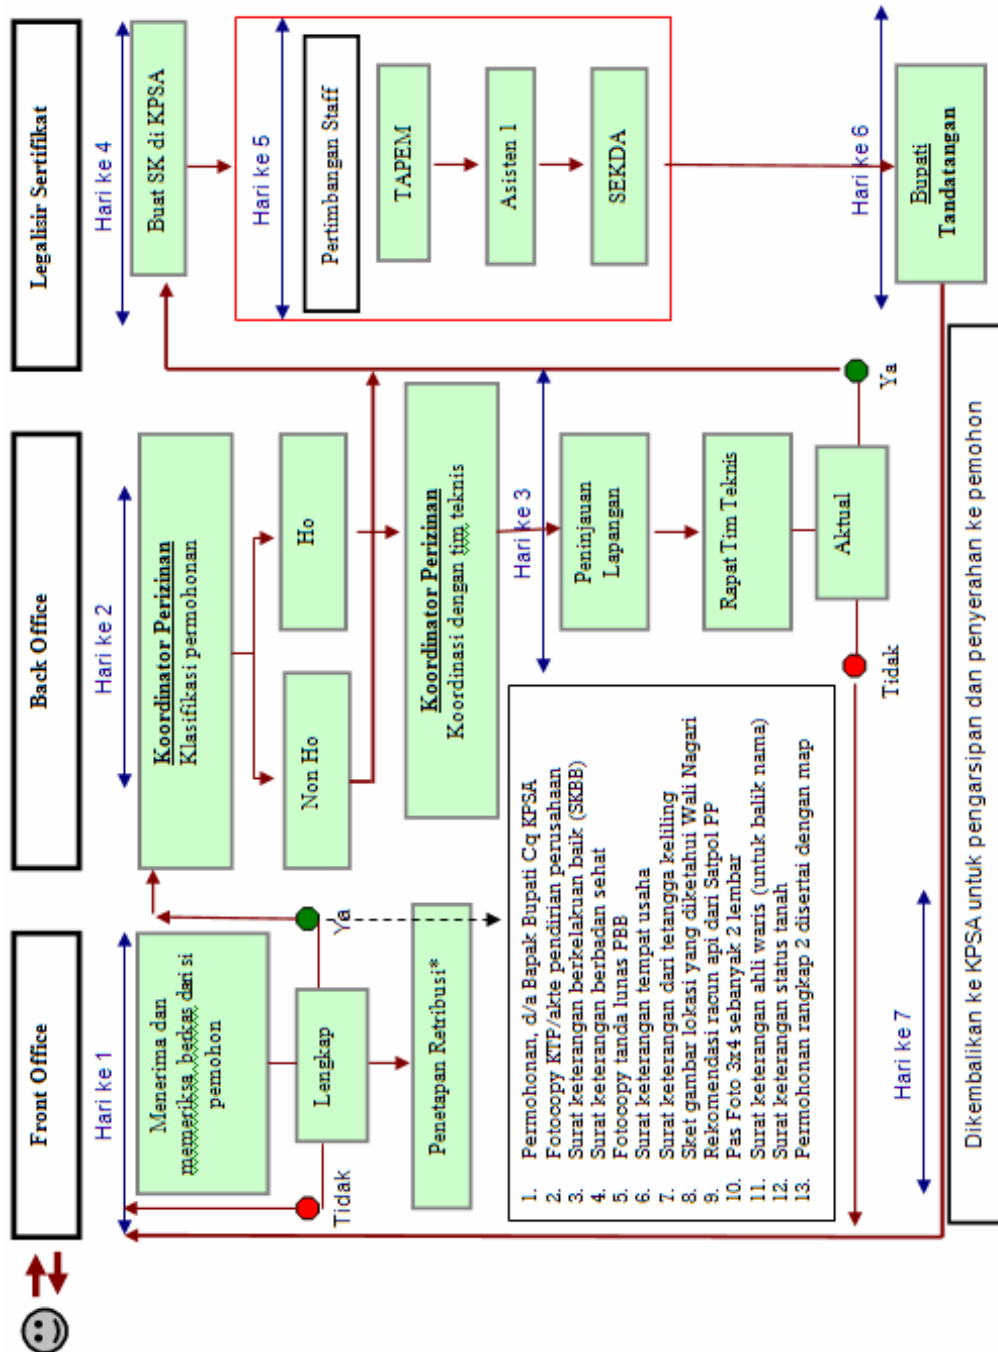 Front Office
Back Office
Legalisir Sertifikat
Hari ke 1
Hari ke 2
Hari ke 4
Menerima dan
memeriksa berkas dari si
pemohon
Lengkap
Tidak
Ya
Penetapan Retribusi*
Koordinator Perizinan
Klasifikasi permohonan
Non Ho
Ho
Koordinator Perizinan
Koordinasi dengan tim teknis
Hari ke 3
Peninjauan
Lapangan
Rapat Tim Teknis
Aktual
Tidak
Ya
Buat SK di KPSA
Hari ke 5
Pertimbangan Staff
TAPEM
Asisten 1
SEKDA
Hari ke 6
Bupati
Tandatangan
1. Permohonan, d/a Bapak Bupati Cq KPSA
2. Fotocopy KTP/akte pendirian perusahaan
3. Surat keterangan berkelakuan baik (SKBB)
4. Surat keterangan berbadan sehat
5. Fotocopy tanda lunas PBB
6. Surat keterangan tempat usaha
7. Surat keterangan dari tetangga keliling
8. Sket gambar lokasi yang diketahui Wali Nagari
9. Rekomendasi racun api dari Satpol PP
10. Pas Foto 3x4 sebanyak 2 lembar
11. Surat keterangan ahli waris (untuk balik nama)
12. Surat keterangan status tanah
13. Permohonan rangkap 2 disertai dengan map
Hari ke 7
Dikembalikan ke KPSA untuk pengarsipan dan penyerahan ke pemohon